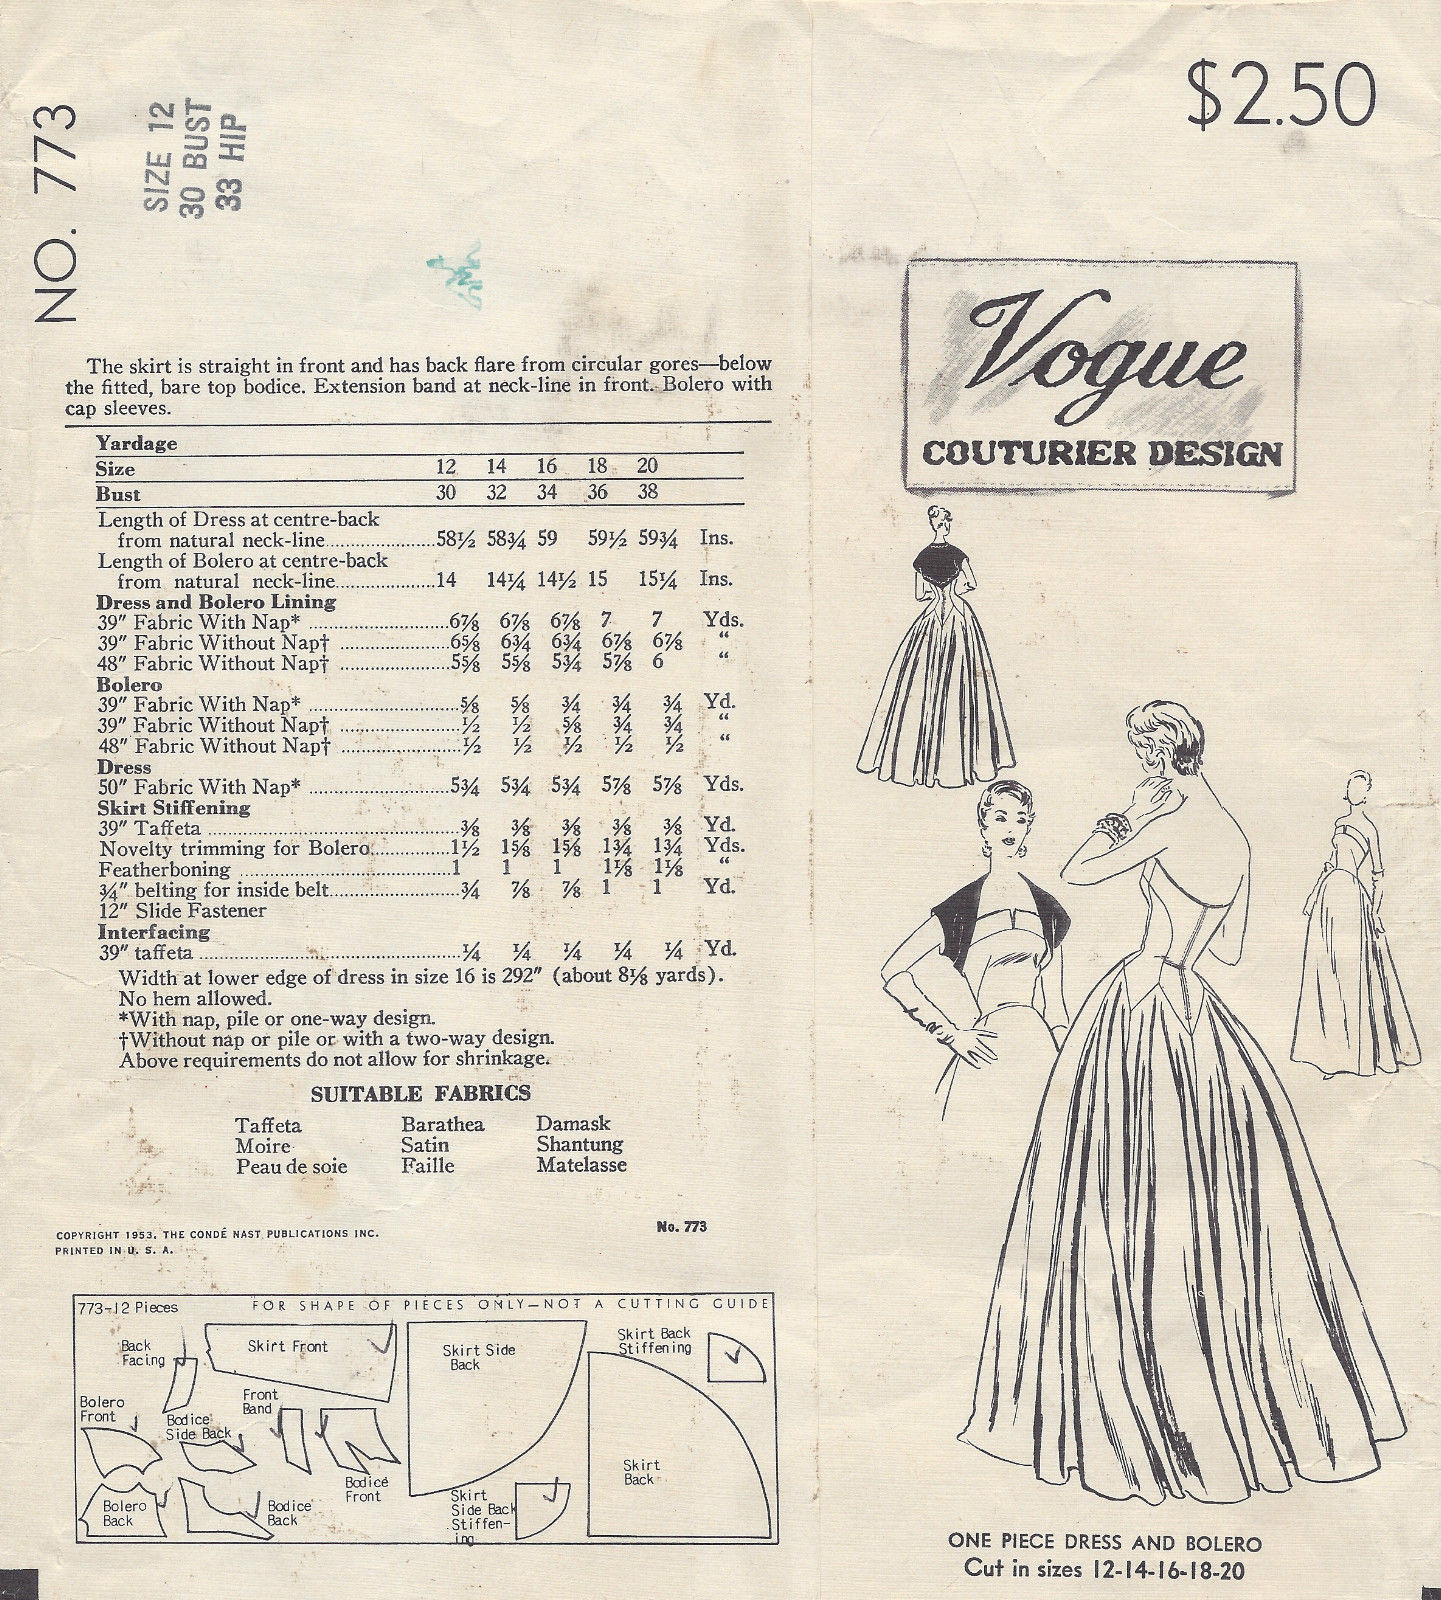 NO. 773
SIZE 12
30 BUST
33 HIP
The skirt is straight in front and has back flare from circular gores—below
the fitted, bare top bodice. Extension band at neck-line in front. Bolero with
cap sleeves.
Yardage
Size 12 14 16 18 20
Bust 30 32 34 36 38
Length of Dress at centre-back
from natural neck-line 58½ 58¾ 59 59½ 59¾ Ins.
Length of Bolero at centre-back
from natural neck-line 14 14¼ 14½ 15 15¼ Ins.
Dress and Bolero Lining
39" Fabric With Nap* 6⅞ 6⅞ 6⅞ 7 7 Yds.
39" Fabric Without Nap† 6⅝ 6¾ 6¾ 6⅞ 6⅞ "
48" Fabric Without Nap† 5⅝ 5⅝ 5¾ 5⅞ 6 "
Bolero
39" Fabric With Nap* ⅝ ⅝ ¾ ¾ ¾ Yd.
39" Fabric Without Nap† ½ ½ ⅝ ¾ ¾ "
48" Fabric Without Nap† ½ ½ ½ ½ ½ "
Dress
50" Fabric With Nap* 5¾ 5¾ 5¾ 5⅞ 5⅞ Yds.
Skirt Stiffening
39" Taffeta ⅜ ⅜ ⅜ ⅜ ⅜ Yd.
Novelty trimming for Bolero 1½ 1⅝ 1⅝ 1¾ 1¾ Yds.
Featherboning 1 1 1 1⅛ 1⅛ "
¾" belting for inside belt ¾ ⅞ ⅞ 1 1 Yd.
12" Slide Fastener
Interfacing
39" taffeta ¼ ¼ ¼ ¼ ¼ Yd.
Width at lower edge of dress in size 16 is 292" (about 8⅛ yards).
No hem allowed.
*With nap, pile or one-way design.
†Without nap or pile or with a two-way design.
Above requirements do not allow for shrinkage.
SUITABLE FABRICS
Taffeta Barathea Damask
Moire Satin Shantung
Peau de soie Faille Matelasse
No. 773
COPYRIGHT 1953, THE CONDÉ NAST PUBLICATIONS INC.
PRINTED IN U. S. A.
773-12 Pieces FOR SHAPE OF PIECES ONLY—NOT A CUTTING GUIDE
Back
Facing
Skirt Front
Skirt Side
Back
Skirt Back
Stiffening
Bolero
Front
Bodice
Side Back
Front
Band
Bodice
Front
Skirt
Back
Bolero
Back
Bodice
Back
Skirt
Side Back
Stiffen-
ing
$2.50
Vogue
COUTURIER DESIGN
ONE PIECE DRESS AND BOLERO
Cut in sizes 12-14-16-18-20